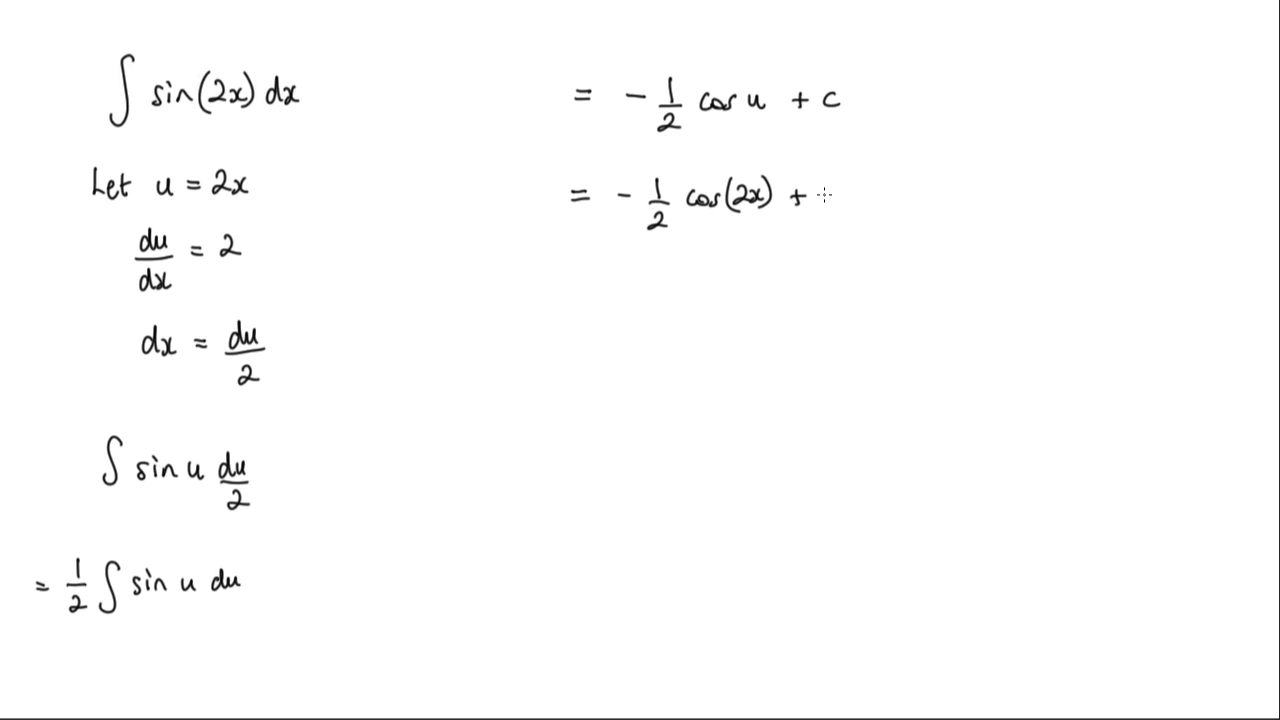 ∫ sin(2x) dx
Let u = 2x
du/dx = 2
dx = du/2
∫ sin u du/2
= 1/2 ∫ sin u du
= - 1/2 cos u + c
= - 1/2 cos(2x) +